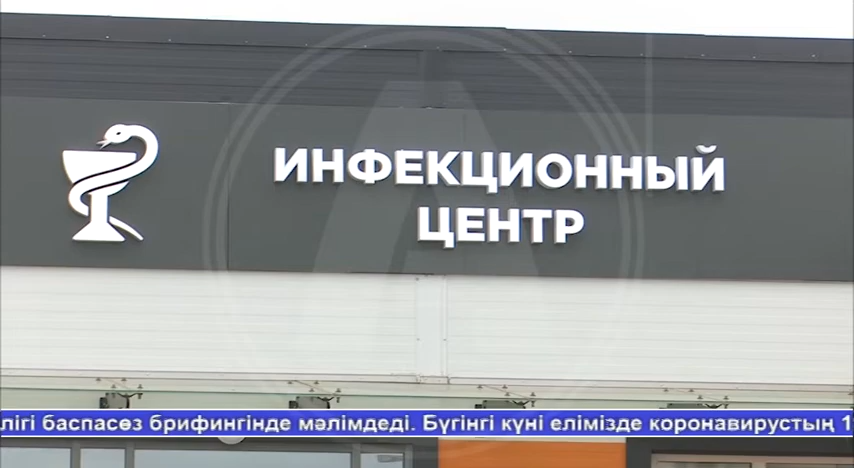 ИНФЕКЦИОННЫЙ
ЦЕНТР
лігі баспасөз брифингінде мәлімдеді. Бүгінгі күні елімізде коронавирустың 1